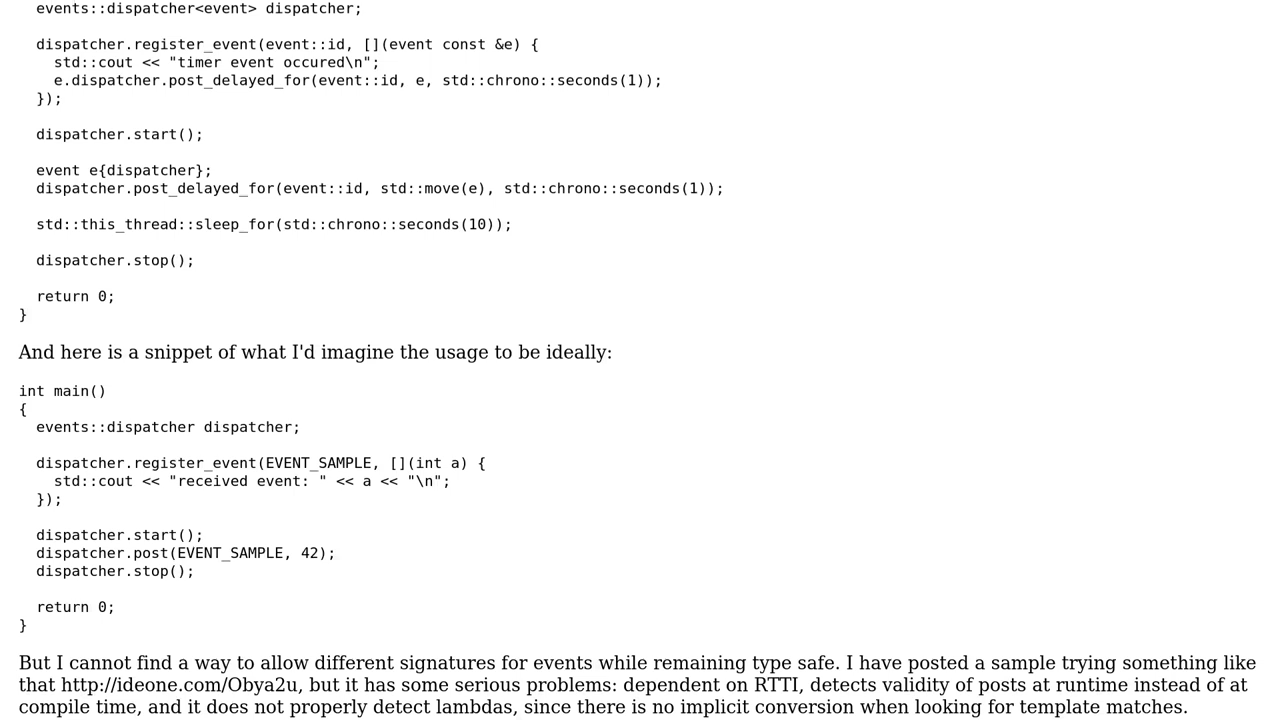 events::dispatcher<event> dispatcher;
dispatcher.register_event(event::id, [](event const &e) {
std::cout << "timer event occured\n";
e.dispatcher.post_delayed_for(event::id, e, std::chrono::seconds(1));
});
dispatcher.start();
event e{dispatcher};
dispatcher.post_delayed_for(event::id, std::move(e), std::chrono::seconds(1));
std::this_thread::sleep_for(std::chrono::seconds(10));
dispatcher.stop();
return 0;
}
And here is a snippet of what I'd imagine the usage to be ideally:
int main()
{
events::dispatcher dispatcher;
dispatcher.register_event(EVENT_SAMPLE, [](int a) {
std::cout << "received event: " << a << "\n";
});
dispatcher.start();
dispatcher.post(EVENT_SAMPLE, 42);
dispatcher.stop();
return 0;
}
But I cannot find a way to allow different signatures for events while remaining type safe. I have posted a sample trying something like
that http://ideone.com/Obya2u, but it has some serious problems: dependent on RTTI, detects validity of posts at runtime instead of at
compile time, and it does not properly detect lambdas, since there is no implicit conversion when looking for template matches.